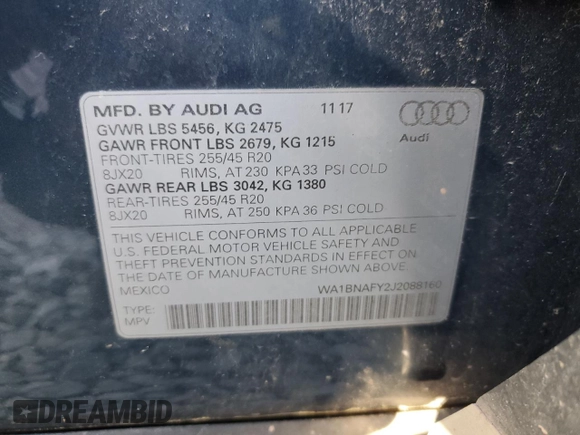 MFD. BY AUDI AG 11 17
GVWR LBS 5456, KG 2475
GAWR FRONT LBS 2679, KG 1215
FRONT-TIRES 255/45 R20
8JX20 RIMS, AT 230 KPA 33 PSI COLD
GAWR REAR LBS 3042, KG 1380
REAR-TIRES 255/45 R20
8JX20 RIMS, AT 250 KPA 36 PSI COLD
Audi
THIS VEHICLE CONFORMS TO ALL APPLICABLE
U.S. FEDERAL MOTOR VEHICLE SAFETY AND
THEFT PREVENTION STANDARDS IN EFFECT ON
THE DATE OF MANUFACTURE SHOWN ABOVE.
MEXICO WA1BNAFY2J2088160
TYPE:
MPV
DREAMBID